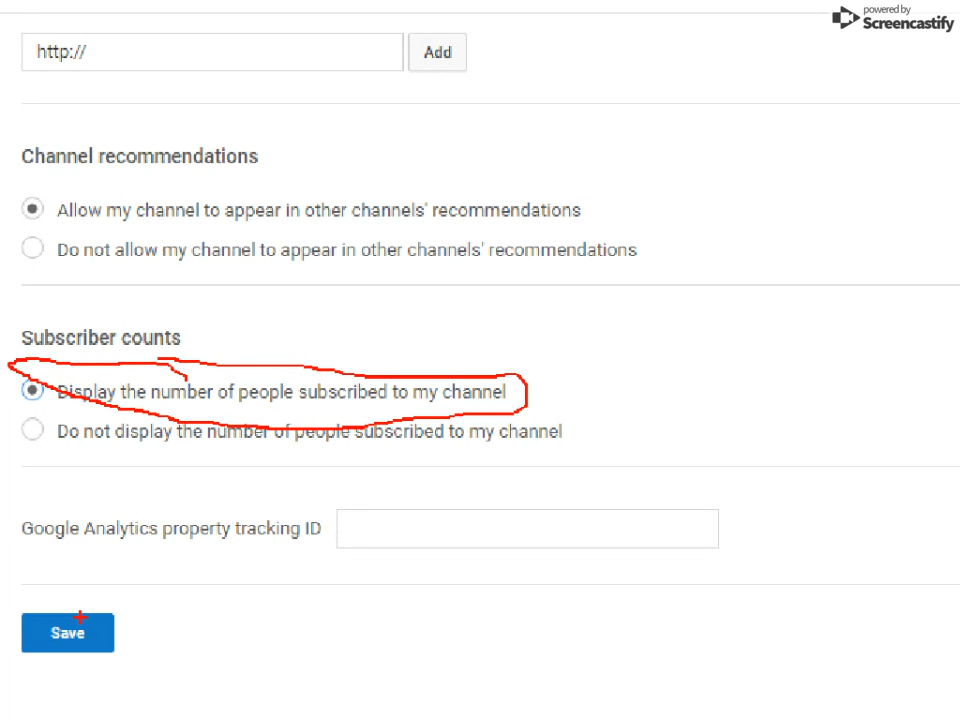 powered by
Screencastify
http://
Add
Channel recommendations
Allow my channel to appear in other channels' recommendations
Do not allow my channel to appear in other channels' recommendations
Subscriber counts
Display the number of people subscribed to my channel
Do not display the number of people subscribed to my channel
Google Analytics property tracking ID
Save